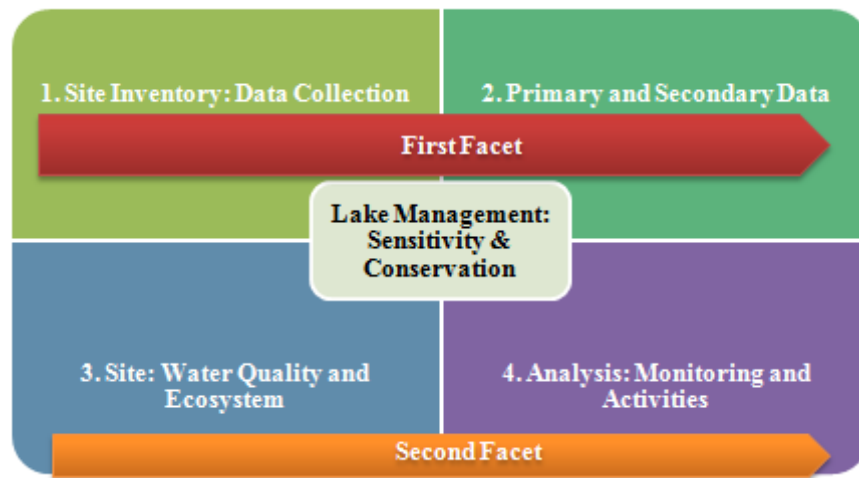 1. Site Inventory: Data Collection
2. Primary and Secondary Data
First Facet
Lake Management:
Sensitivity &
Conservation
3. Site: Water Quality and
Ecosystem
4. Analysis: Monitoring and
Activities
Second Facet